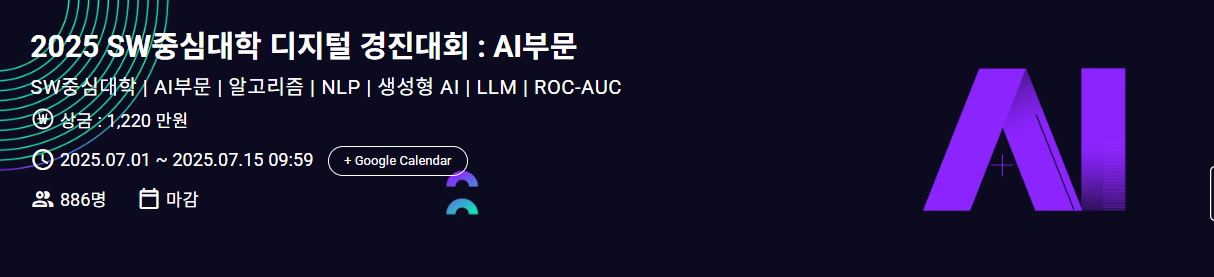 2025 SW중심대학 디지털 경진대회 : AI부문
SW중심대학 | AI부문 | 알고리즘 | NLP | 생성형 AI | LLM | ROC-AUC
₩ 상금 : 1,220 만원
2025.07.01 ~ 2025.07.15 09:59 + Google Calendar
886명 마감
AI